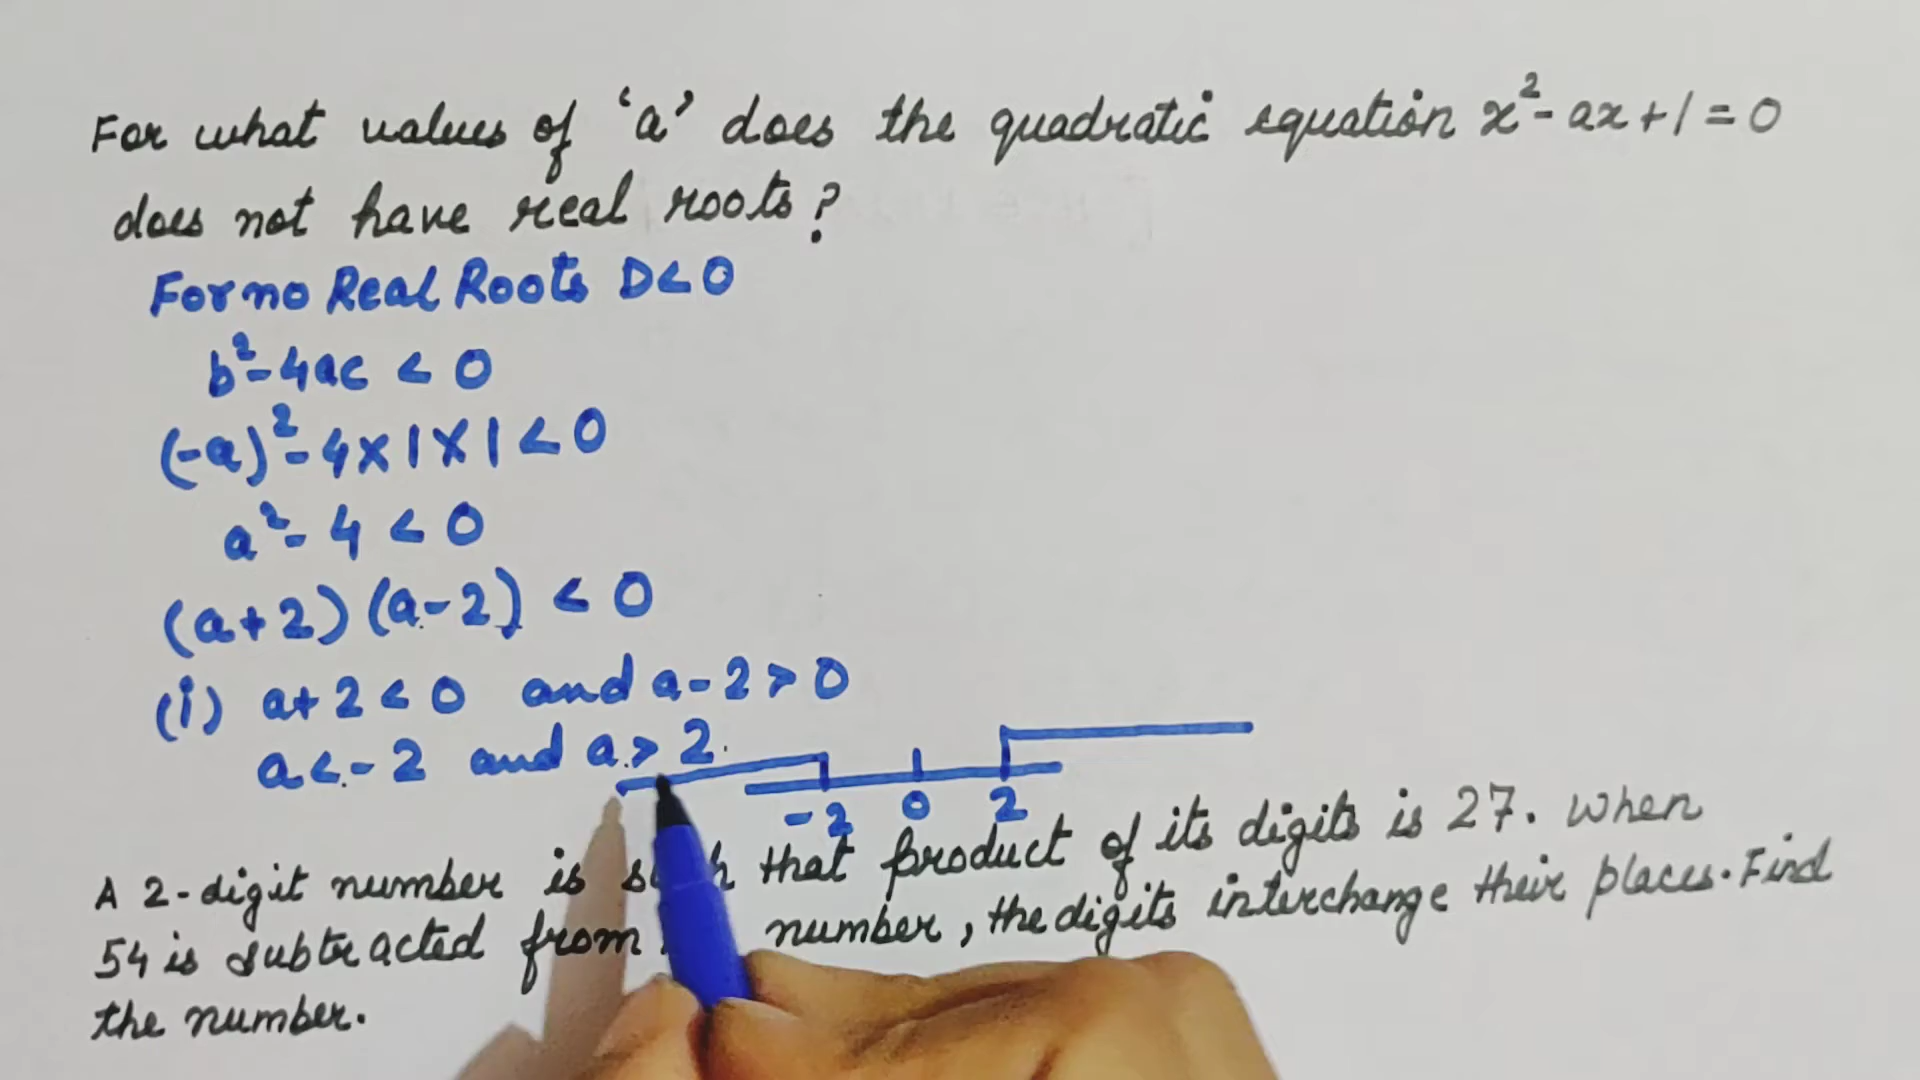 For what values of 'a' does the quadratic equation x² - ax + 1 = 0
does not have real roots?
For no Real Roots D < 0
b² - 4ac < 0
(-a)² - 4 × 1 × 1 < 0
a² - 4 < 0
(a + 2) (a - 2) < 0
(i) a + 2 < 0 and a - 2 > 0
a < - 2 and a > 2
-2 0 2
A 2-digit number is that product of its digits is 27. When
54 is subtracted from number, the digits interchange their places. Find
the number.